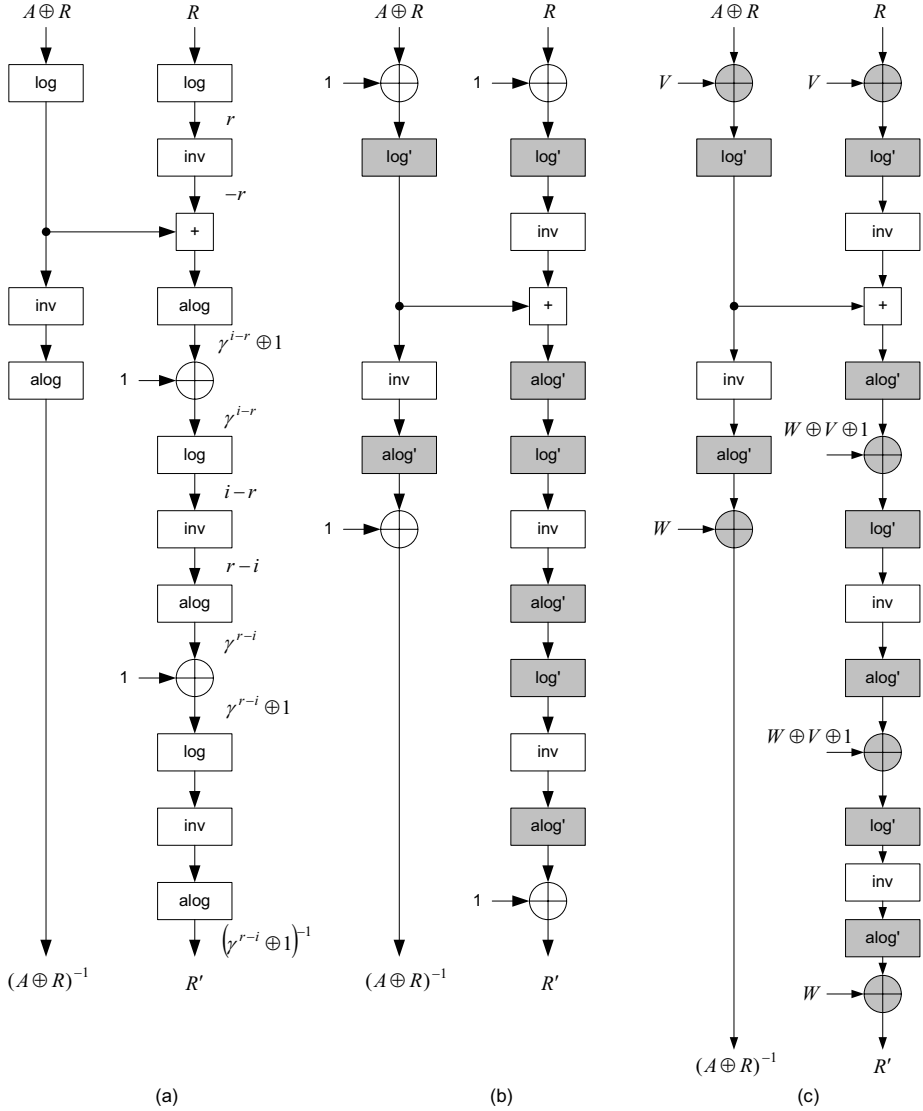 A ⊕ R
R
log
log
r
inv
−r
+
inv
alog
γ^{i−r} ⊕ 1
alog
1
γ^{i−r}
log
i − r
inv
r − i
alog
γ^{r−i}
1
γ^{r−i} ⊕ 1
log
inv
alog
(γ^{r−i} ⊕ 1)^{−1}
(A ⊕ R)^{−1}
R′
(a)
A ⊕ R
R
1
1
log'
log'
inv
+
inv
alog'
alog'
log'
1
inv
alog'
log'
inv
alog'
1
(A ⊕ R)^{−1}
R′
(b)
A ⊕ R
R
V
V
log'
log'
inv
+
inv
alog'
W ⊕ V ⊕ 1
alog'
W
log'
inv
alog'
W ⊕ V ⊕ 1
log'
inv
alog'
W
(A ⊕ R)^{−1}
R′
(c)